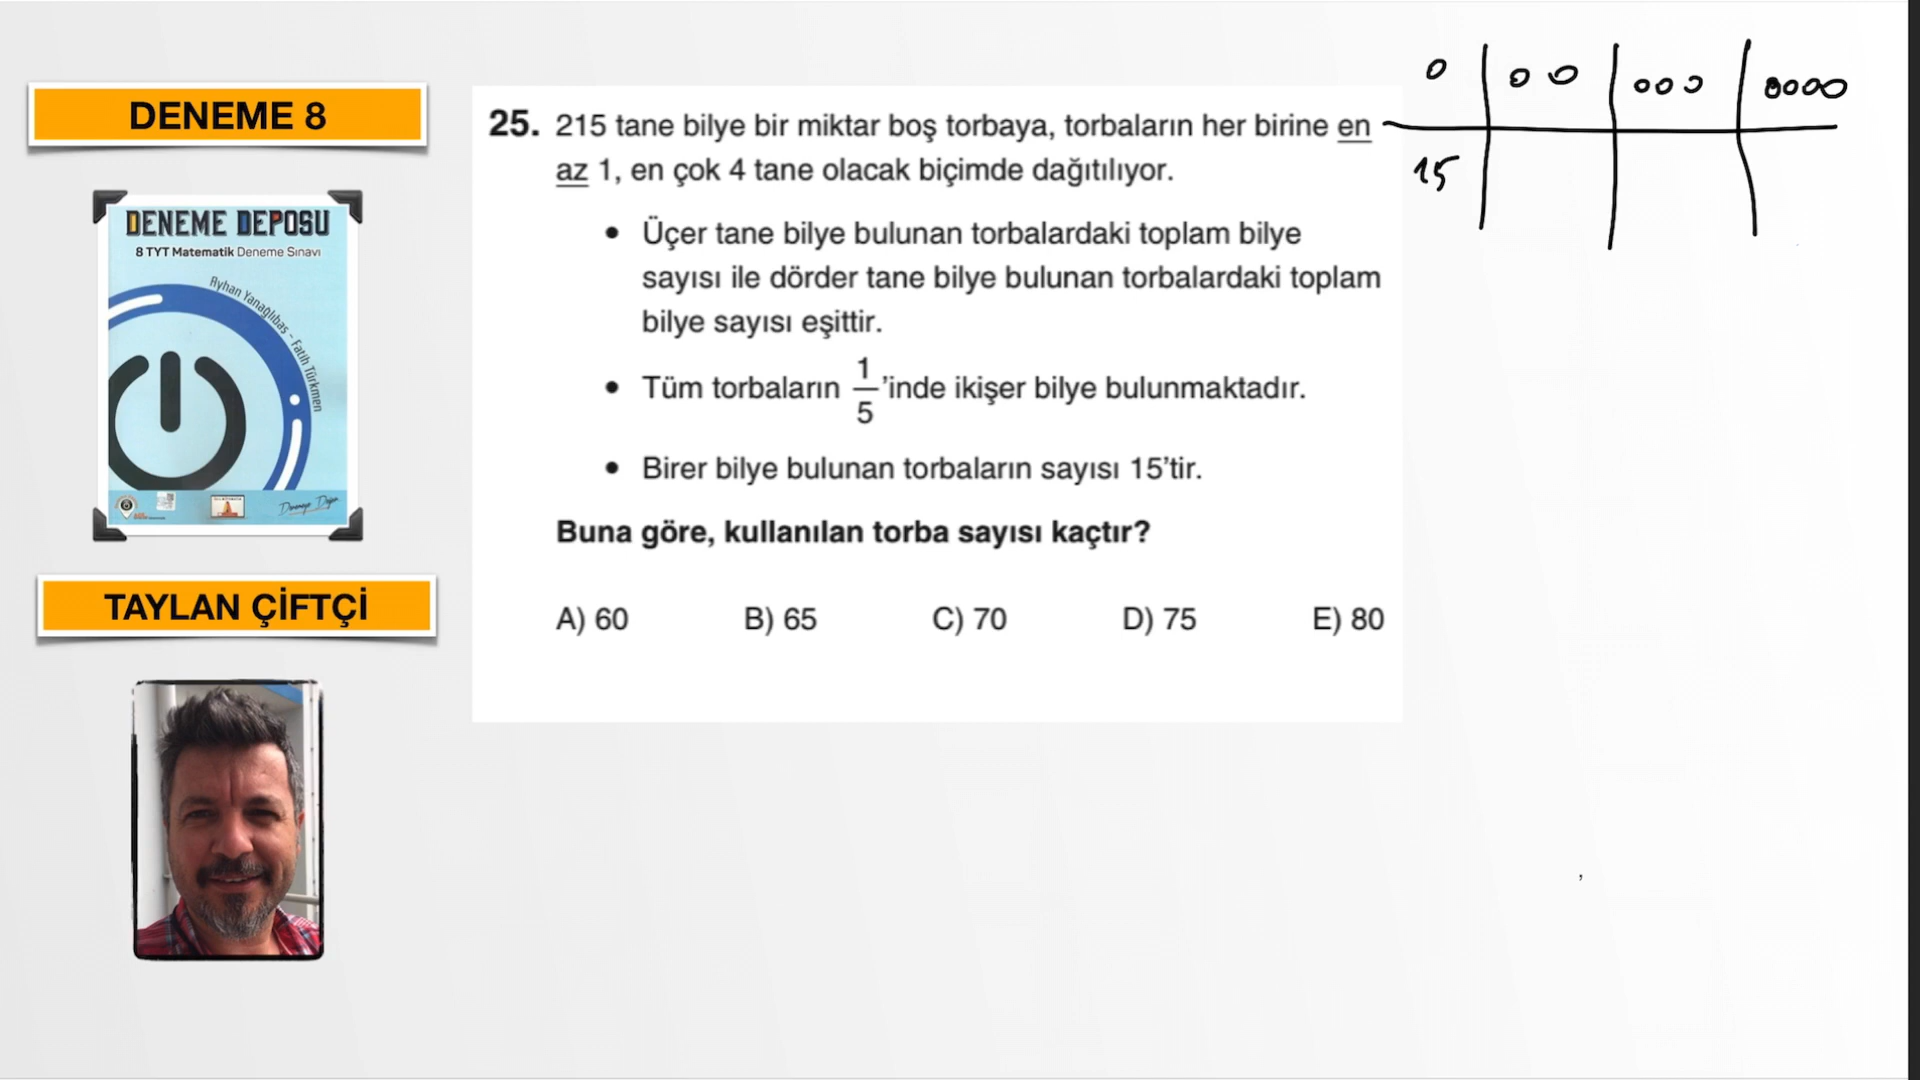 DENEME 8
DENEME DEPOSU
8 TYT Matematik Deneme Sınavı
Ayhan Yanağlıbaş - Fatih Türkmen
TAYLAN ÇİFTÇİ
25. 215 tane bilye bir miktar boş torbaya, torbaların her birine en
az 1, en çok 4 tane olacak biçimde dağıtılıyor.
• Üçer tane bilye bulunan torbalardaki toplam bilye
sayısı ile dörder tane bilye bulunan torbalardaki toplam
bilye sayısı eşittir.
• Tüm torbaların 1/5'inde ikişer bilye bulunmaktadır.
• Birer bilye bulunan torbaların sayısı 15'tir.
Buna göre, kullanılan torba sayısı kaçtır?
A) 60 B) 65 C) 70 D) 75 E) 80
0 | 00 | 000 | 0000
15